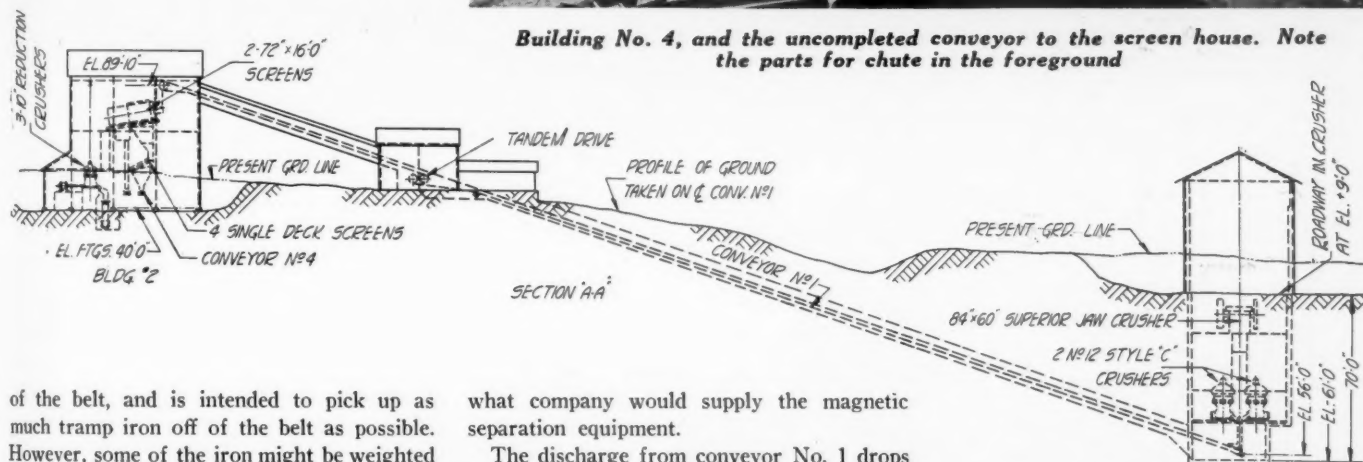 Building No. 4, and the uncompleted conveyor to the screen house. Note
the parts for chute in the foreground
3-10" REDUCTION
CRUSHERS
EL.89'-10"
2-72"x16'0"
SCREENS
PRESENT GRD. LINE
TANDEM DRIVE
PROFILE OF GROUND
TAKEN ON ℄ CONV. Nº1
4 SINGLE DECK SCREENS
CONVEYOR Nº4
EL. FTGS. 40'0"
BLDG. #2
SECTION "A-A"
CONVEYOR Nº1
PRESENT GRD. LINE
ROADWAY IN CRUSHER
AT EL. +9'-0"
84"x60" SUPERIOR JAW CRUSHER
2 Nº12 STYLE "C"
CRUSHERS
EL-56'-0"
EL-61'-0"
70'-0"
of the belt, and is intended to pick up as
much tramp iron off of the belt as possible.
However, some of the iron might be weighted
what company would supply the magnetic
separation equipment.
The discharge from conveyor No. 1 drops